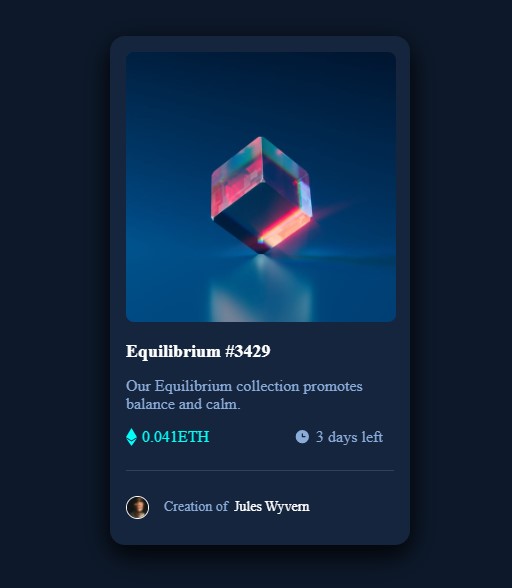 Equilibrium #3429
Our Equilibrium collection promotes
balance and calm.
0.041ETH 3 days left
Creation of Jules Wyvern